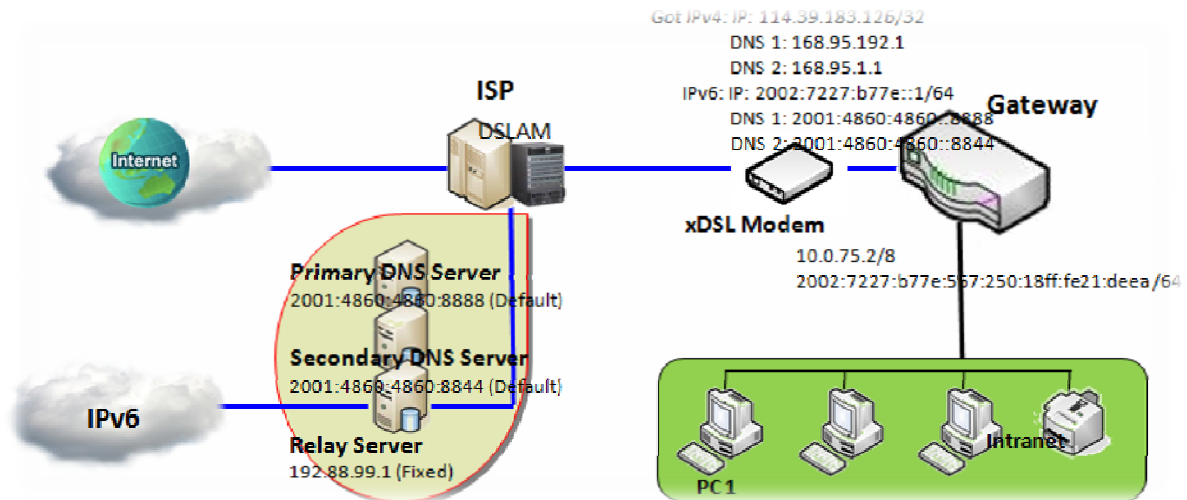 Got IPv4: IP: 114.39.183.126/32
DNS 1: 168.95.192.1
DNS 2: 168.95.1.1
IPv6: IP: 2002:7227:b77e::1/64
DNS 1: 2001:4860:4860::8888
DNS 2: 2001:4860:4860::8844
ISP
DSLAM
Gateway
Internet
xDSL Modem
10.0.75.2/8
2002:7227:b77e:567:250:18ff:fe21:deea/64
Primary DNS Server
2001:4860:4860:8888 (Default)
Secondary DNS Server
2001:4860:4860:8844 (Default)
IPv6
Relay Server
192.88.99.1 (Fixed)
Intranet
PC1